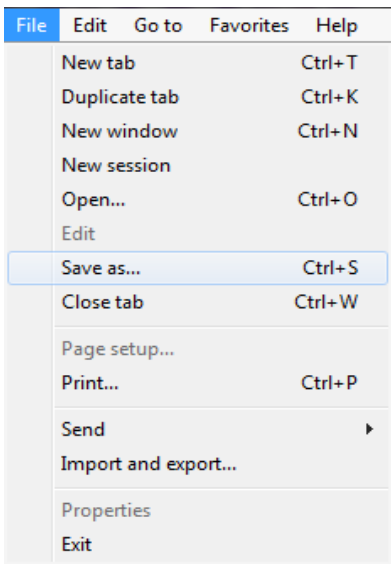 File Edit Go to Favorites Help
New tab Ctrl+T
Duplicate tab Ctrl+K
New window Ctrl+N
New session
Open... Ctrl+O
Edit
Save as... Ctrl+S
Close tab Ctrl+W
Page setup...
Print... Ctrl+P
Send
Import and export...
Properties
Exit